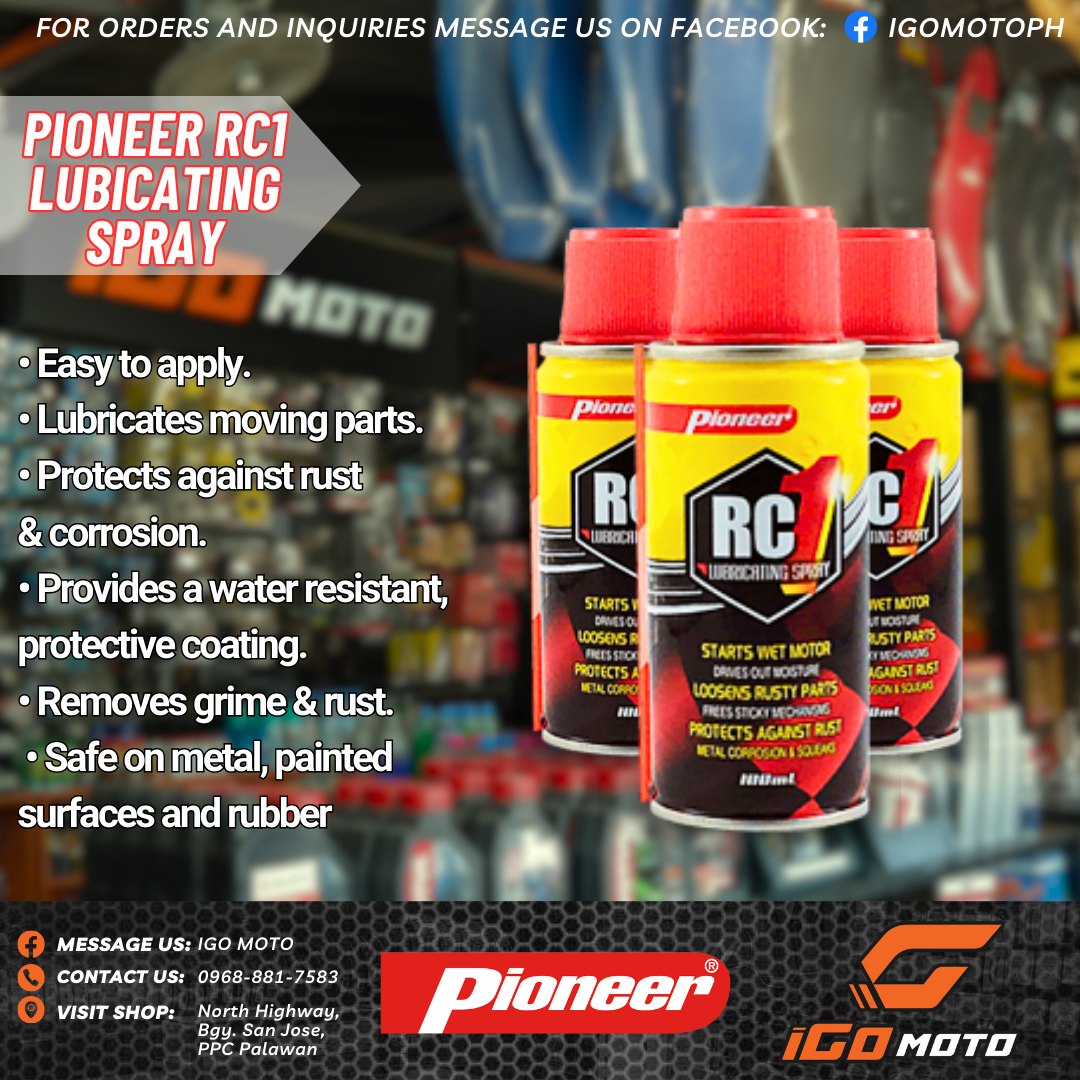 FOR ORDERS AND INQUIRIES MESSAGE US ON FACEBOOK: IGOMOTOPH
PIONEER RC1
LUBICATING
SPRAY
iGO MOTO
• Easy to apply.
• Lubricates moving parts.
• Protects against rust
& corrosion.
• Provides a water resistant,
protective coating.
• Removes grime & rust.
• Safe on metal, painted
surfaces and rubber
Pioneer
RC1
LUBRICATING SPRAY
STARTS WET MOTOR
DRIVES OUT MOISTURE
LOOSENS RUSTY PARTS
FREES STICKY MECHANISMS
PROTECTS AGAINST RUST
METAL CORROSION & SQUEAKS
100mL
MESSAGE US: IGO MOTO
CONTACT US: 0968-881-7583
VISIT SHOP: North Highway,
Bgy. San Jose,
PPC Palawan
Pioneer®
iGO MOTO